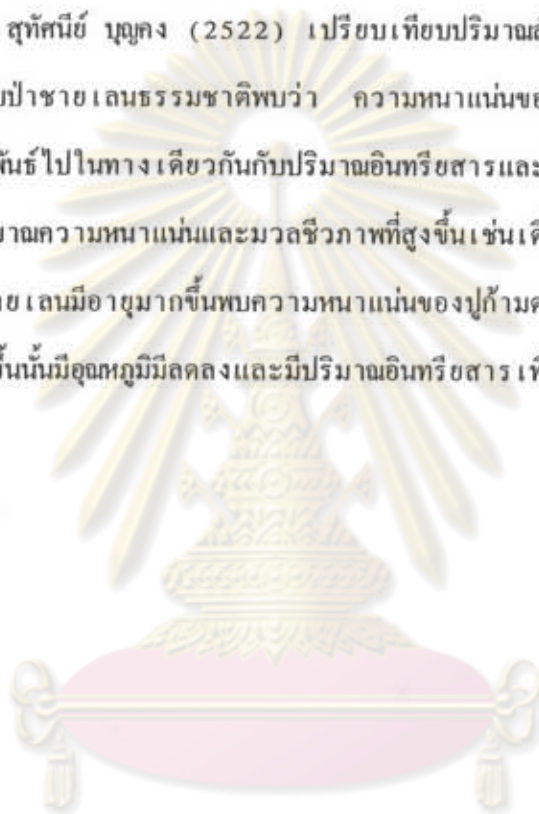 สุทัศนีย์ บุญคง (2522) เปรียบเทียบปริมาณ
ป่าชายเลนธรรมชาติพบว่า ความหนาแน่นขอ
พันธ์ไปในทางเดียวกันกับปริมาณอินทรียสารและ
มาณความหนาแน่นและมวลชีวภาพที่สูงขึ้นเช่นเดี
ยเลนมีอายุมากขึ้นพบความหนาแน่นของปูก้ามด
ขึ้นนั้นมีอุณหภูมิมีลดลงและมีปริมาณอินทรียสารเพิ